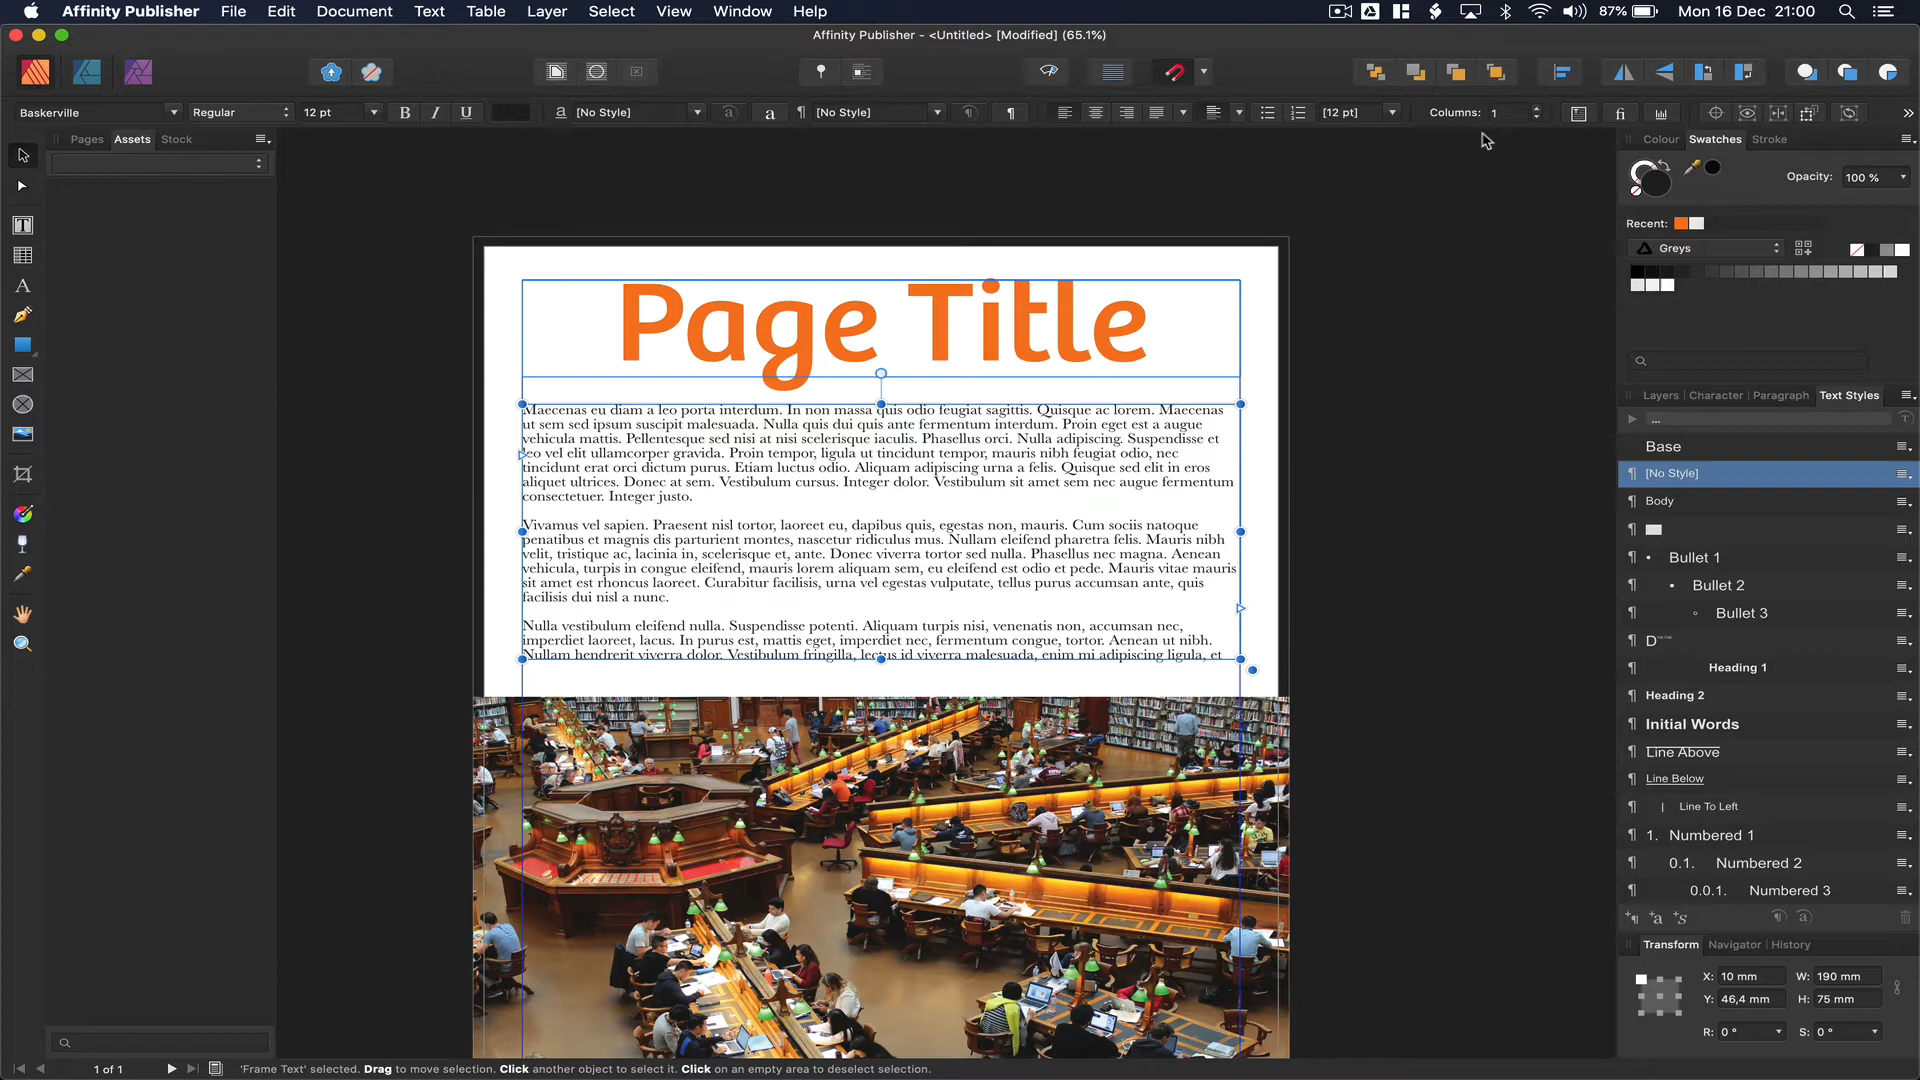 Affinity Publisher File Edit Document Text Table Layer Select View Window Help 87% Mon 16 Dec 21:00
Affinity Publisher - <Untitled> [Modified] (65.1%)
Baskerville Regular 12 pt B I U a [No Style] a a ¶ [No Style] ¶ ¶ [12 pt] Columns: 1 fi
Pages Assets Stock
Colour Swatches Stroke
Opacity: 100 %
Recent:
Greys
Page Title
Maecenas eu diam a leo porta interdum. In non massa quis odio feugiat sagittis. Quisque ac lorem. Maecenas
ut sem sed ipsum suscipit malesuada. Nulla quis dui quis ante fermentum interdum. Proin eget est a augue
vehicula mattis. Pellentesque sed nisi at nisi scelerisque iaculis. Phasellus orci. Nulla adipiscing. Suspendisse et
leo vel elit ullamcorper gravida. Proin tempor, ligula ut tincidunt tempor, mauris nibh feugiat odio, nec
tincidunt erat orci dictum purus. Etiam luctus odio. Aliquam adipiscing urna a felis. Quisque sed elit in eros
aliquet ultrices. Donec at sem. Vestibulum cursus. Integer dolor. Vestibulum sit amet sem nec augue fermentum
consectetuer. Integer justo.
Vivamus vel sapien. Praesent nisl tortor, laoreet eu, dapibus quis, egestas non, mauris. Cum sociis natoque
penatibus et magnis dis parturient montes, nascetur ridiculus mus. Nullam eleifend pharetra felis. Mauris nibh
velit, tristique ac, lacinia in, scelerisque et, ante. Donec viverra tortor sed nulla. Phasellus nec magna. Aenean
vehicula, turpis in congue eleifend, mauris lorem aliquam sem, eu eleifend est odio et pede. Mauris vitae mauris
sit amet est rhoncus laoreet. Curabitur facilisis, urna vel egestas vulputate, tellus purus accumsan ante, quis
facilisis dui nisl a nunc.
Nulla vestibulum eleifend nulla. Suspendisse potenti. Aliquam turpis nisi, venenatis non, accumsan nec,
imperdiet laoreet, lacus. In purus est, mattis eget, imperdiet nec, fermentum congue, tortor. Aenean ut nibh.
Nullam hendrerit viverra dolor. Vestibulum fringilla, lectus id viverra malesuada, enim mi adipiscing ligula, et
Layers Character Paragraph Text Styles
...
Base
¶ [No Style]
¶ Body
¶
¶ • Bullet 1
¶ ▪ Bullet 2
¶ ◦ Bullet 3
¶ D
¶ Heading 1
¶ Heading 2
¶ Initial Words
¶ Line Above
¶ Line Below
¶ | Line To Left
¶ 1. Numbered 1
¶ 0.1. Numbered 2
¶ 0.0.1. Numbered 3
+¶ +a +s ¶ a
Transform Navigator History
X: 10 mm W: 190 mm
Y: 46,4 mm H: 75 mm
R: 0 ° S: 0 °
1 of 1 'Frame Text' selected. Drag to move selection. Click another object to select it. Click on an empty area to deselect selection.